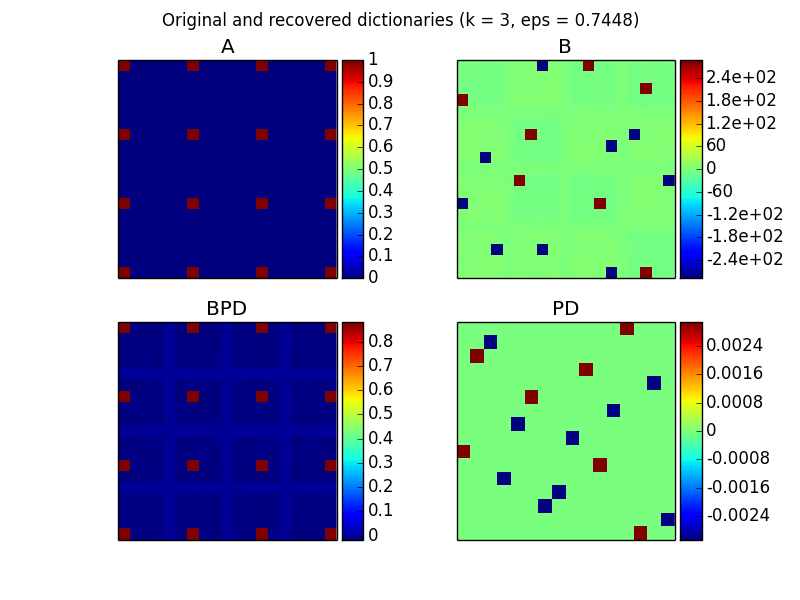 Original and recovered dictionaries (k = 3, eps = 0.7448)
A
1
0.9
0.8
0.7
0.6
0.5
0.4
0.3
0.2
0.1
0
B
2.4e+02
1.8e+02
1.2e+02
60
0
-60
-1.2e+02
-1.8e+02
-2.4e+02
BPD
0.8
0.7
0.6
0.5
0.4
0.3
0.2
0.1
0
PD
0.0024
0.0016
0.0008
0
-0.0008
-0.0016
-0.0024